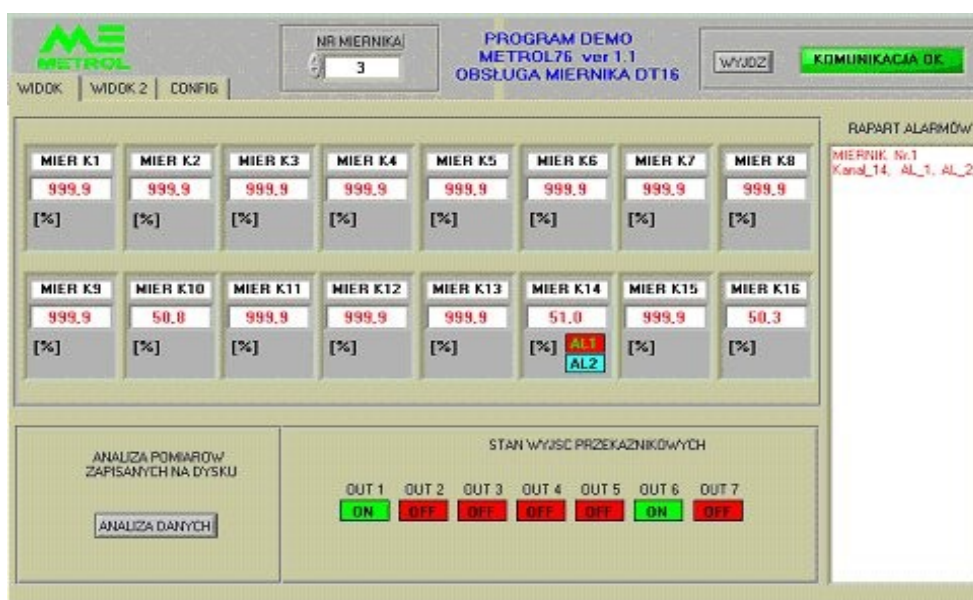 ME
METROL
NR MIERNIKA
3
PROGRAM DEMO
METROL76 ver 1.1
OBSŁUGA MIERNIKA DT16
WYJDZ
KOMUNIKACJA OK
WIDOK WIDOK 2 CONFIG
RAPART ALARMÓW
MIERNIK Nr.1
Kanal_14, AL_1, AL_2
MIER K1 MIER K2 MIER K3 MIER K4 MIER K5 MIER K6 MIER K7 MIER K8
999.9 999.9 999.9 999.9 999.9 999.9 999.9 999.9
[%] [%] [%] [%] [%] [%] [%] [%]
MIER K9 MIER K10 MIER K11 MIER K12 MIER K13 MIER K14 MIER K15 MIER K16
999.9 50.8 999.9 999.9 999.9 51.0 999.9 50.3
[%] [%] [%] [%] [%] [%] AL1 [%] [%]
AL2
ANALIZA POMIAROW
ZAPISANYCH NA DYSKU
ANALIZA DANYCH
STAN WYJSC PRZEKAZNIKOWYCH
OUT 1 OUT 2 OUT 3 OUT 4 OUT 5 OUT 6 OUT 7
ON OFF OFF OFF OFF ON OFF